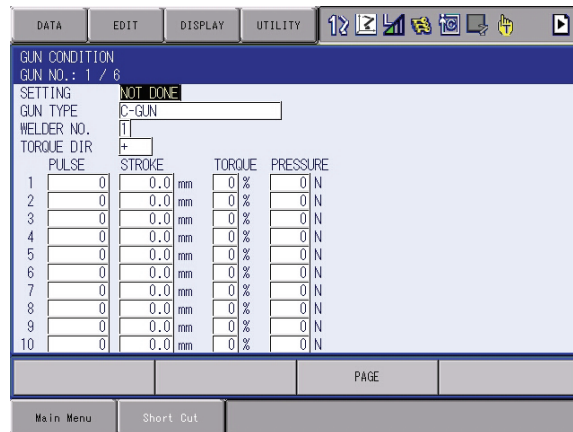 DATA EDIT DISPLAY UTILITY
GUN CONDITION
GUN NO.: 1 / 6
SETTING NOT DONE
GUN TYPE C-GUN
WELDER NO. 1
TORQUE DIR +
PULSE STROKE TORQUE PRESSURE
1 0 0.0 mm 0 % 0 N
2 0 0.0 mm 0 % 0 N
3 0 0.0 mm 0 % 0 N
4 0 0.0 mm 0 % 0 N
5 0 0.0 mm 0 % 0 N
6 0 0.0 mm 0 % 0 N
7 0 0.0 mm 0 % 0 N
8 0 0.0 mm 0 % 0 N
9 0 0.0 mm 0 % 0 N
10 0 0.0 mm 0 % 0 N
PAGE
Main Menu Short Cut